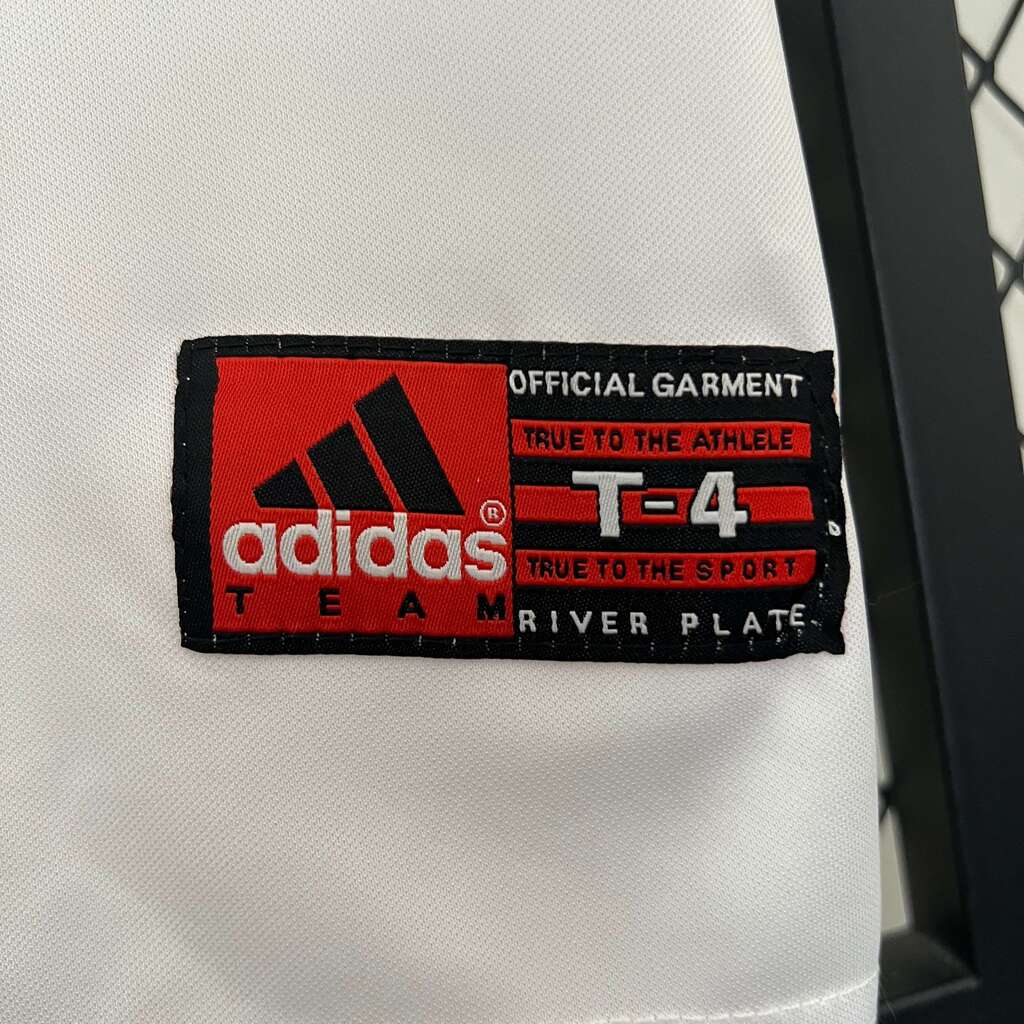 adidas®
TEAM
OFFICIAL GARMENT
TRUE TO THE ATHLELE
T-4
TRUE TO THE SPORT
RIVER PLATE